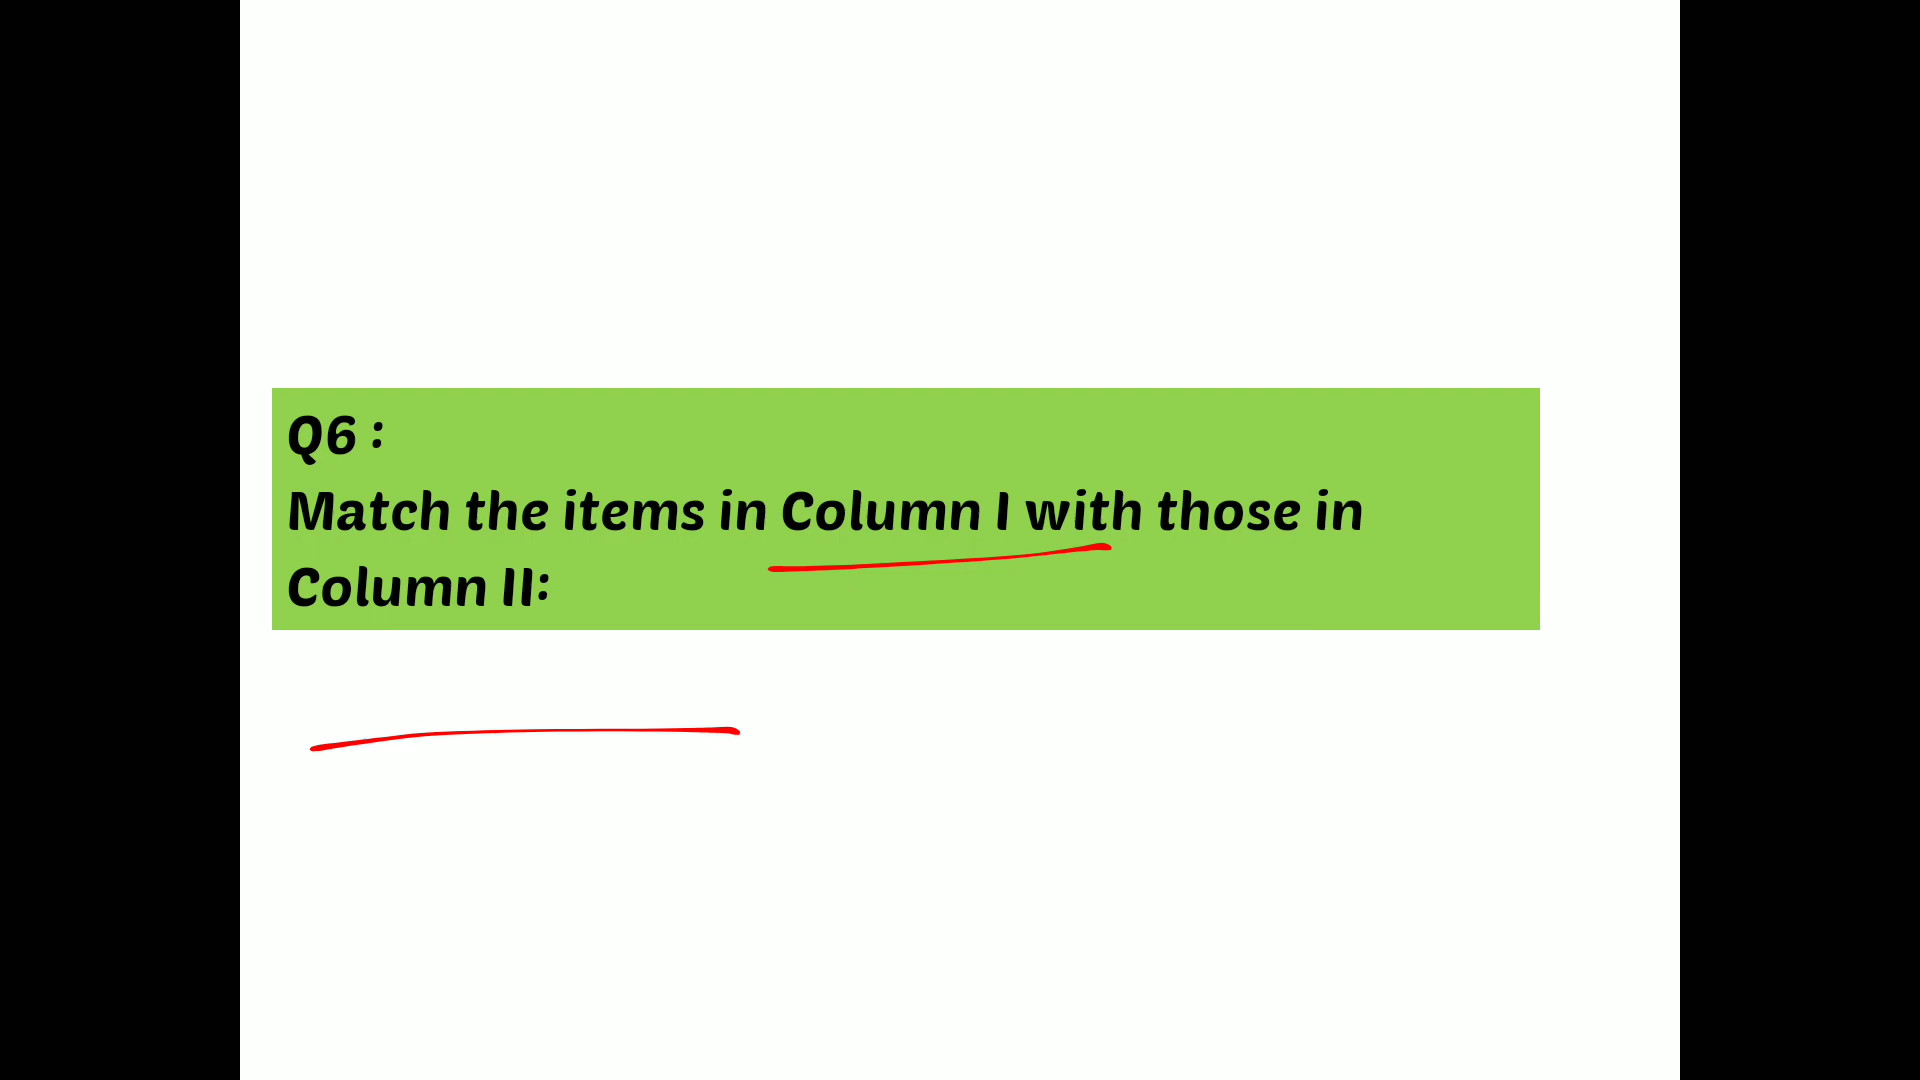 Q6 :
Match the items in Column I with those in
Column II: